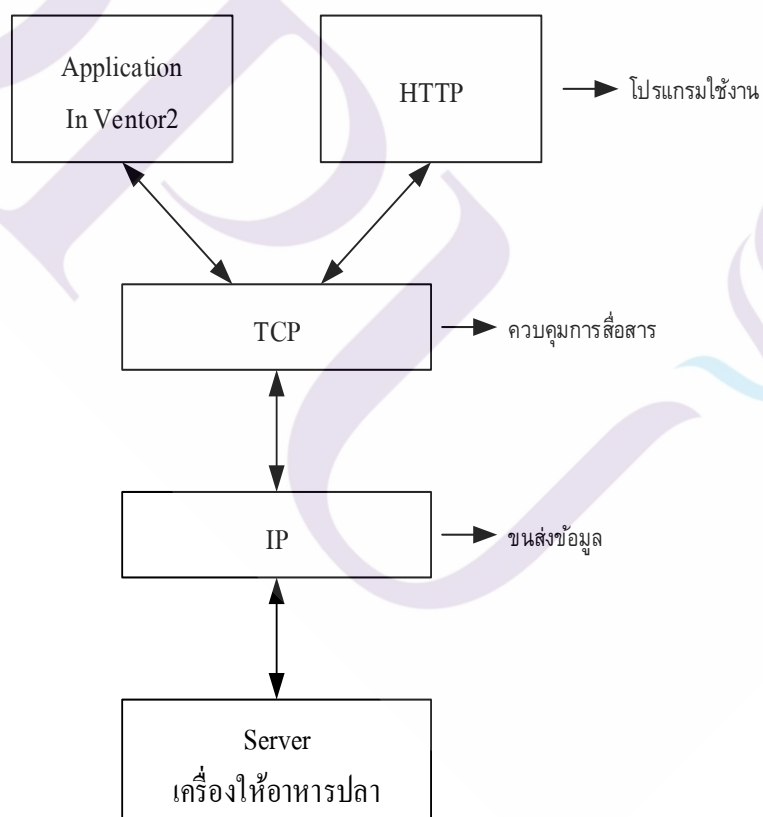 Application
In Ventor2
HTTP
โปรแกรมใช้งาน
TCP
ควบคุมการสื่อสาร
IP
ขนส่งข้อมูล
Server
เครื่องให้อาหารปลา